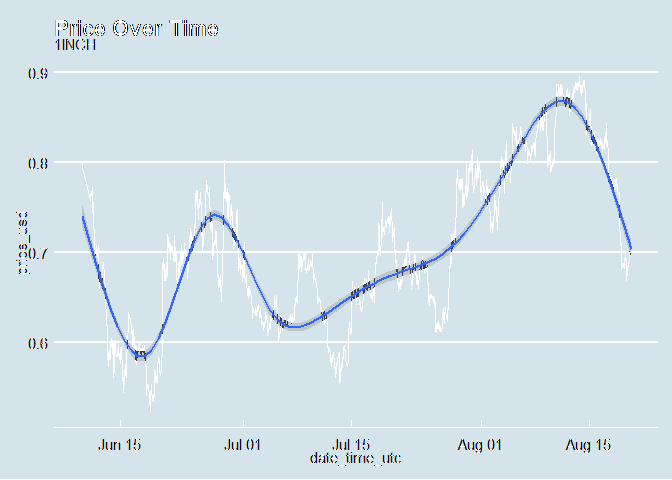 Price Over Time
1INCH
0.9
0.8
0.7
0.6
price_usd
Jun 15 Jul 01 Jul 15 Aug 01 Aug 15
date_time_utc